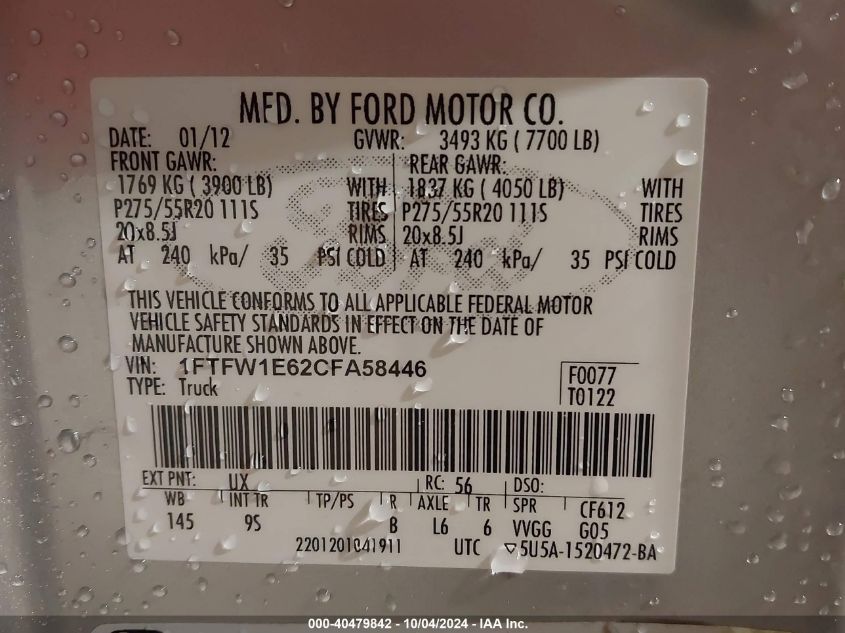 MFD. BY FORD MOTOR CO.
DATE: 01/12 GVWR: 3493 KG ( 7700 LB)
FRONT GAWR: REAR GAWR:
1769 KG ( 3900 LB) WITH 1837 KG ( 4050 LB) WITH
P275/55R20 111S TIRES P275/55R20 111S TIRES
20x8.5J RIMS 20x8.5J RIMS
AT 240 kPa/ 35 PSI COLD AT 240 kPa/ 35 PSI COLD
THIS VEHICLE CONFORMS TO ALL APPLICABLE FEDERAL MOTOR
VEHICLE SAFETY STANDARDS IN EFFECT ON THE DATE OF
MANUFACTURE SHOWN ABOVE.
VIN: 1FTFW1E62CFA58446 F0077
TYPE: Truck T0122
EXT PNT: UX RC: 56 DSO:
WB INT TR TP/PS R AXLE TR SPR CF612
145 9S B L6 6 VVGG G05
2201201041911 UTC ▽5U5A-1520472-BA
000-40479842 - 10/04/2024 - IAA Inc.